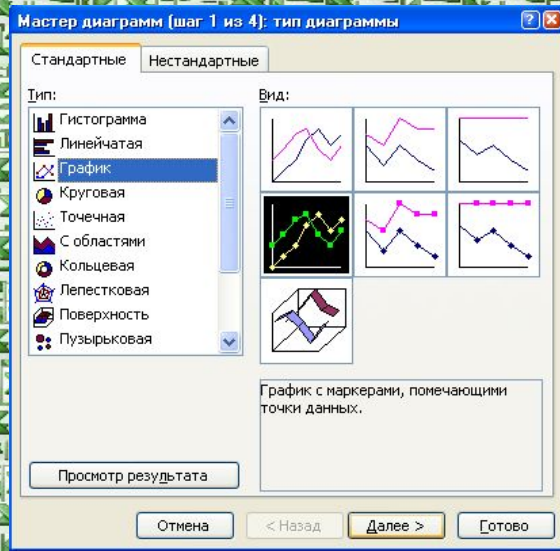 Мастер диаграмм (шаг 1 из 4): тип диаграммы
Стандартные
Нестандартные
Тип:
Вид:
Гистограмма
Линейчатая
График
Круговая
Точечная
С областями
Кольцевая
Лепестковая
Поверхность
Пузырьковая
График с маркерами, помечающими
точки данных.
Просмотр результата
Отмена
< Назад
Далее >
Готово